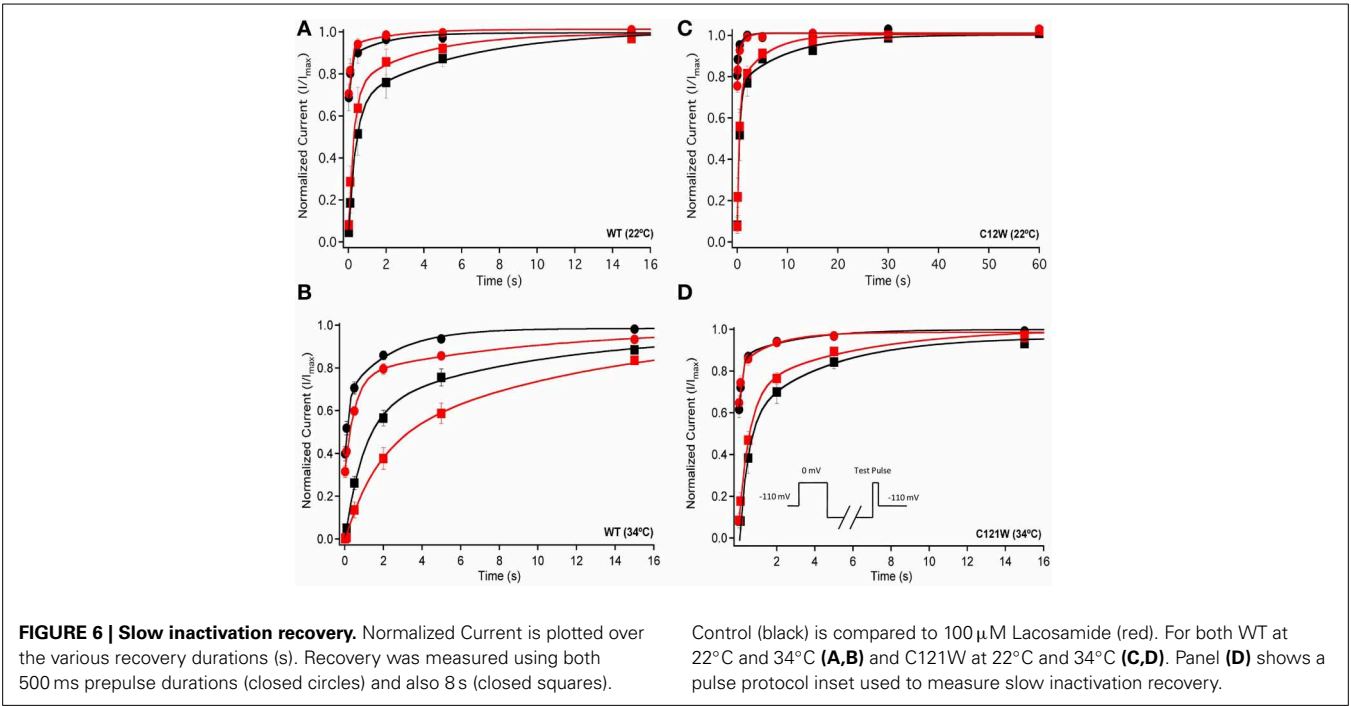 A
Normalized Current (I/Imax)
1.0
0.8
0.6
0.4
0.2
0.0
WT (22ºC)
0 2 4 6 8 10 12 14 16
Time (s)
B
Normalized Current (I/Imax)
1.0
0.8
0.6
0.4
0.2
0.0
WT (34ºC)
0 2 4 6 8 10 12 14 16
Time (s)
C
Normalized Current (I/Imax)
1.0
0.8
0.6
0.4
0.2
0.0
C12W (22ºC)
0 10 20 30 40 50 60
Time (s)
D
Normalized Current (I/Imax)
1.0
0.8
0.6
0.4
0.2
0.0
0 mV Test Pulse
-110 mV -110 mV
C121W (34ºC)
2 4 6 8 10 12 14 16
Time (s)
FIGURE 6 | Slow inactivation recovery. Normalized Current is plotted over
the various recovery durations (s). Recovery was measured using both
500 ms prepulse durations (closed circles) and also 8 s (closed squares).
Control (black) is compared to 100 μM Lacosamide (red). For both WT at
22°C and 34°C (A,B) and C121W at 22°C and 34°C (C,D). Panel (D) shows a
pulse protocol inset used to measure slow inactivation recovery.